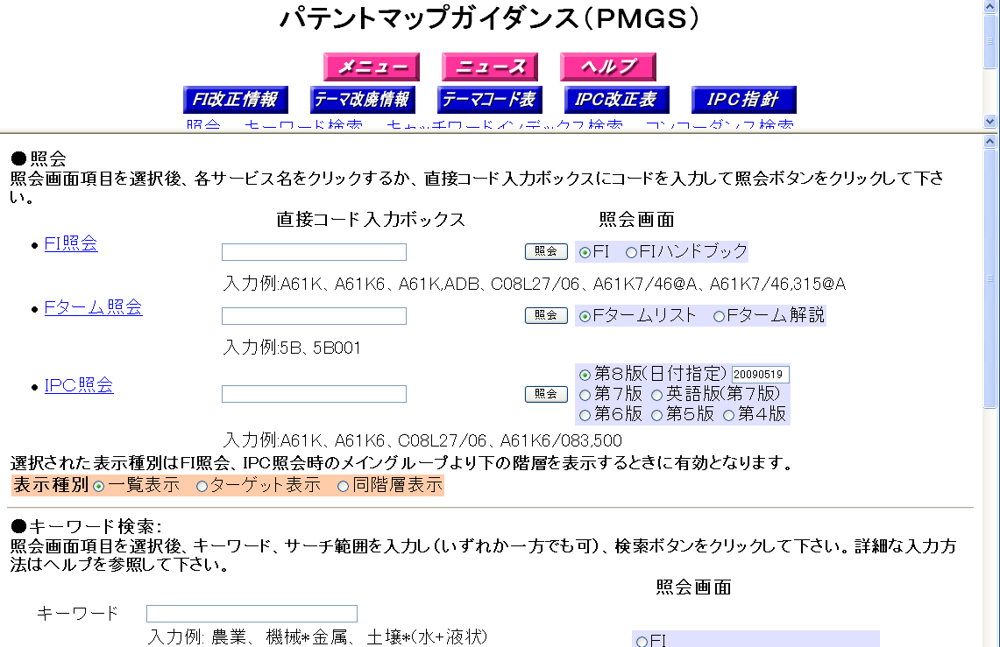 パテントマップガイダンス(PMGS)
メニュー ニュース ヘルプ
FI改正情報 テーマ改廃情報 テーマコード表 IPC改正表 IPC指針
照会 キーワード検索 キャッチワードインデックス検索 コンコーダンス検索
●照会
照会画面項目を選択後、各サービス名をクリックするか、直接コード入力ボックスにコードを入力して照会ボタンをクリックして下さ
い。
直接コード入力ボックス 照会画面
FI照会 照会 FI FIハンドブック
入力例:A61K、A61K6、A61K,ADB、C08L27/06、A61K7/46@A、A61K7/46,315@A
Fターム照会 照会 Fタームリスト Fターム解説
入力例:5B、5B001
第8版(日付指定) 20090519
IPC照会 照会 第7版 英語版(第7版)
第6版 第5版 第4版
入力例:A61K、A61K6、C08L27/06、A61K6/083,500
選択された表示種別はFI照会、IPC照会時のメイングループより下の階層を表示するときに有効となります。
表示種別 一覧表示 ターゲット表示 同階層表示
●キーワード検索:
照会画面項目を選択後、キーワード、サーチ範囲を入力し(いずれか一方でも可)、検索ボタンをクリックして下さい。詳細な入力方
法はヘルプを参照して下さい。
照会画面
キーワード
入力例: 農業、 機械*金属、 土壌*(水+液状)
FI